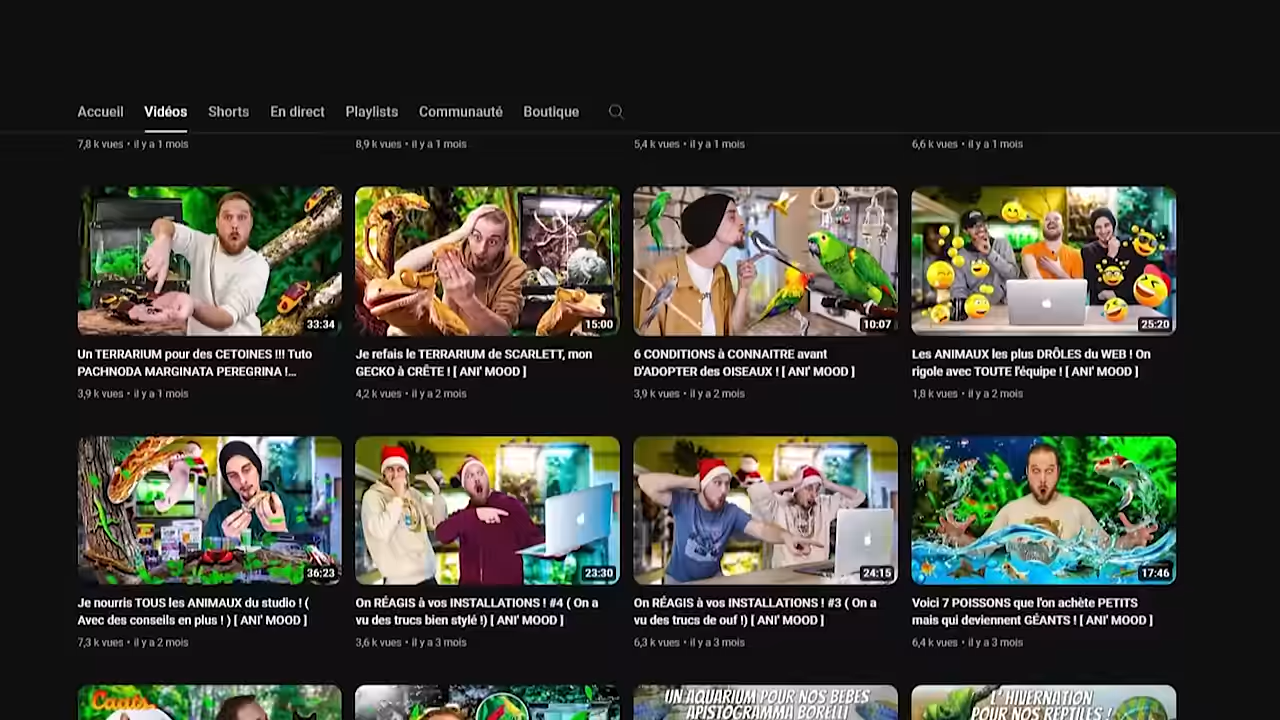 Accueil Vidéos Shorts En direct Playlists Communauté Boutique
7,8 k vues • il y a 1 mois
8,9 k vues • il y a 1 mois
5,4 k vues • il y a 1 mois
6,6 k vues • il y a 1 mois
33:34
15:00
10:07
25:20
Un TERRARIUM pour des CETOINES !!! Tuto
PACHNODA MARGINATA PEREGRINA !...
3,9 k vues • il y a 1 mois
Je refais le TERRARIUM de SCARLETT, mon
GECKO à CRÊTE ! [ ANI' MOOD ]
4,2 k vues • il y a 2 mois
6 CONDITIONS à CONNAITRE avant
D'ADOPTER des OISEAUX ! [ ANI' MOOD ]
3,9 k vues • il y a 2 mois
Les ANIMAUX les plus DRÔLES du WEB ! On
rigole avec TOUTE l'équipe ! [ ANI' MOOD ]
1,8 k vues • il y a 2 mois
36:23
23:30
24:15
17:46
Je nourris TOUS les ANIMAUX du studio ! (
Avec des conseils en plus ! ) [ ANI' MOOD ]
7,3 k vues • il y a 2 mois
On RÉAGIS à vos INSTALLATIONS ! #4 ( On a
vu des trucs bien stylé !) [ ANI' MOOD ]
3,6 k vues • il y a 3 mois
On RÉAGIS à vos INSTALLATIONS ! #3 ( On a
vu des trucs de ouf !) [ ANI' MOOD ]
6,3 k vues • il y a 3 mois
Voici 7 POISSONS que l'on achète PETITS
mais qui deviennent GÉANTS ! [ ANI' MOOD ]
6,4 k vues • il y a 3 mois
UN AQUARIUM POUR NOS BEBES
APISTOGRAMMA BORELLI
L'HIVERNATION
POUR NOS REPTILES !